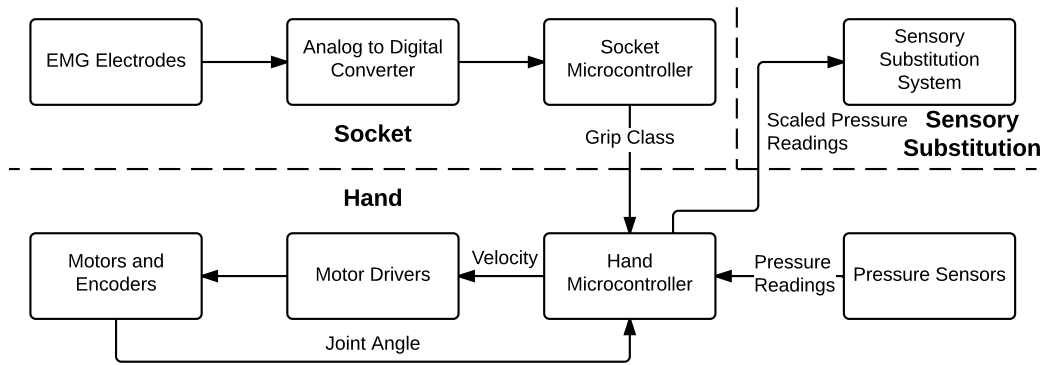 EMG Electrodes
Analog to Digital
Converter
Socket
Microcontroller
Sensory
Substitution
System
Socket
Grip Class
Scaled Pressure
Readings
Sensory
Substitution
Hand
Motors and
Encoders
Motor Drivers
Velocity
Hand
Microcontroller
Pressure
Readings
Pressure Sensors
Joint Angle